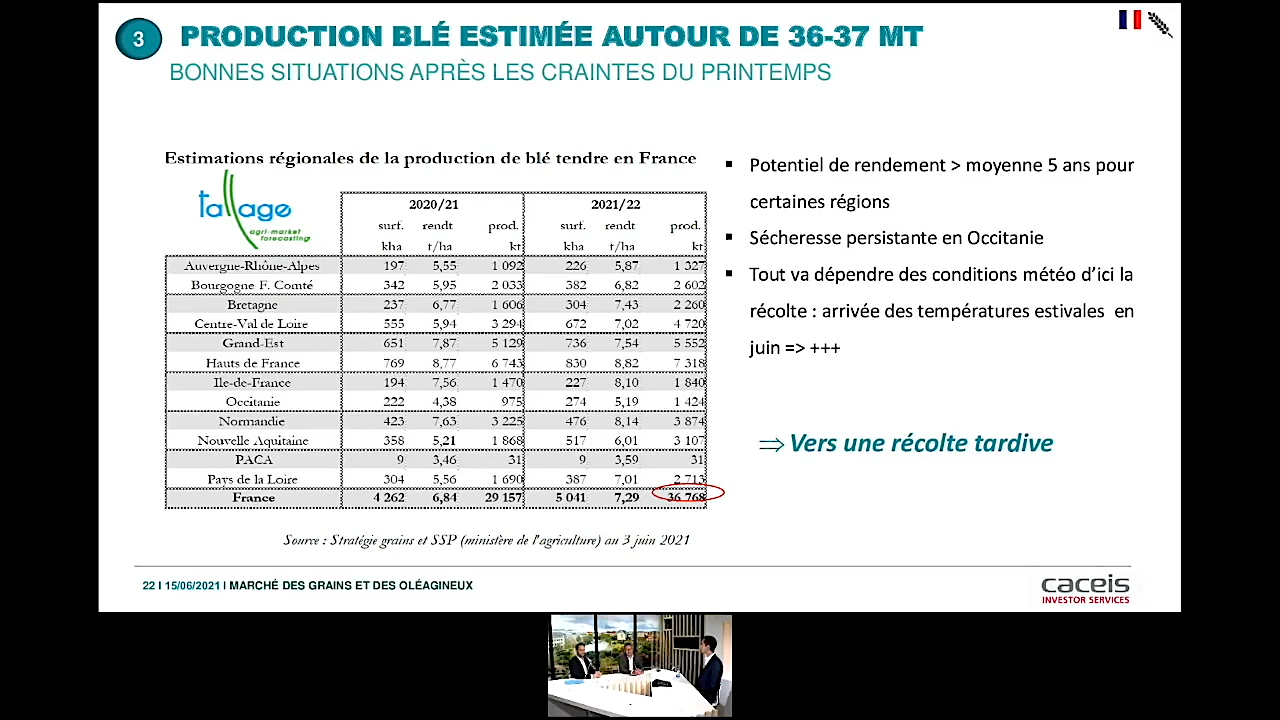 3 PRODUCTION BLÉ ESTIMÉE AUTOUR DE 36-37 MT
BONNES SITUATIONS APRÈS LES CRAINTES DU PRINTEMPS
Estimations régionales de la production de blé tendre en France
tallage
agri-market
forecasting
2020/21 2021/22
surf. rendt prod. surf. rendt prod.
kha t/ha kt kha t/ha kt
Auvergne-Rhône-Alpes 197 5,55 1 092 226 5,87 1 327
Bourgogne F. Comté 342 5,95 2 033 382 6,82 2 602
Bretagne 237 6,77 1 606 304 7,43 2 260
Centre-Val de Loire 555 5,94 3 294 672 7,02 4 720
Grand-Est 651 7,87 5 129 736 7,54 5 552
Hauts de France 769 8,77 6 743 830 8,82 7 318
Ile-de-France 194 7,56 1 470 227 8,10 1 840
Occitanie 222 4,38 975 274 5,19 1 424
Normandie 423 7,63 3 225 476 8,14 3 874
Nouvelle Aquitaine 358 5,21 1 868 517 6,01 3 107
PACA 9 3,46 31 9 3,59 31
Pays de la Loire 304 5,56 1 690 387 7,01 2 713
France 4 262 6,84 29 157 5 041 7,29 36 768
Source : Stratégie grains et SSP (ministère de l'agriculture) au 3 juin 2021
▪ Potentiel de rendement > moyenne 5 ans pour
certaines régions
▪ Sécheresse persistante en Occitanie
▪ Tout va dépendre des conditions météo d’ici la
récolte : arrivée des températures estivales en
juin => +++
⇒ Vers une récolte tardive
22 I 15/06/2021 I MARCHÉ DES GRAINS ET DES OLÉAGINEUX
caceis
INVESTOR SERVICES